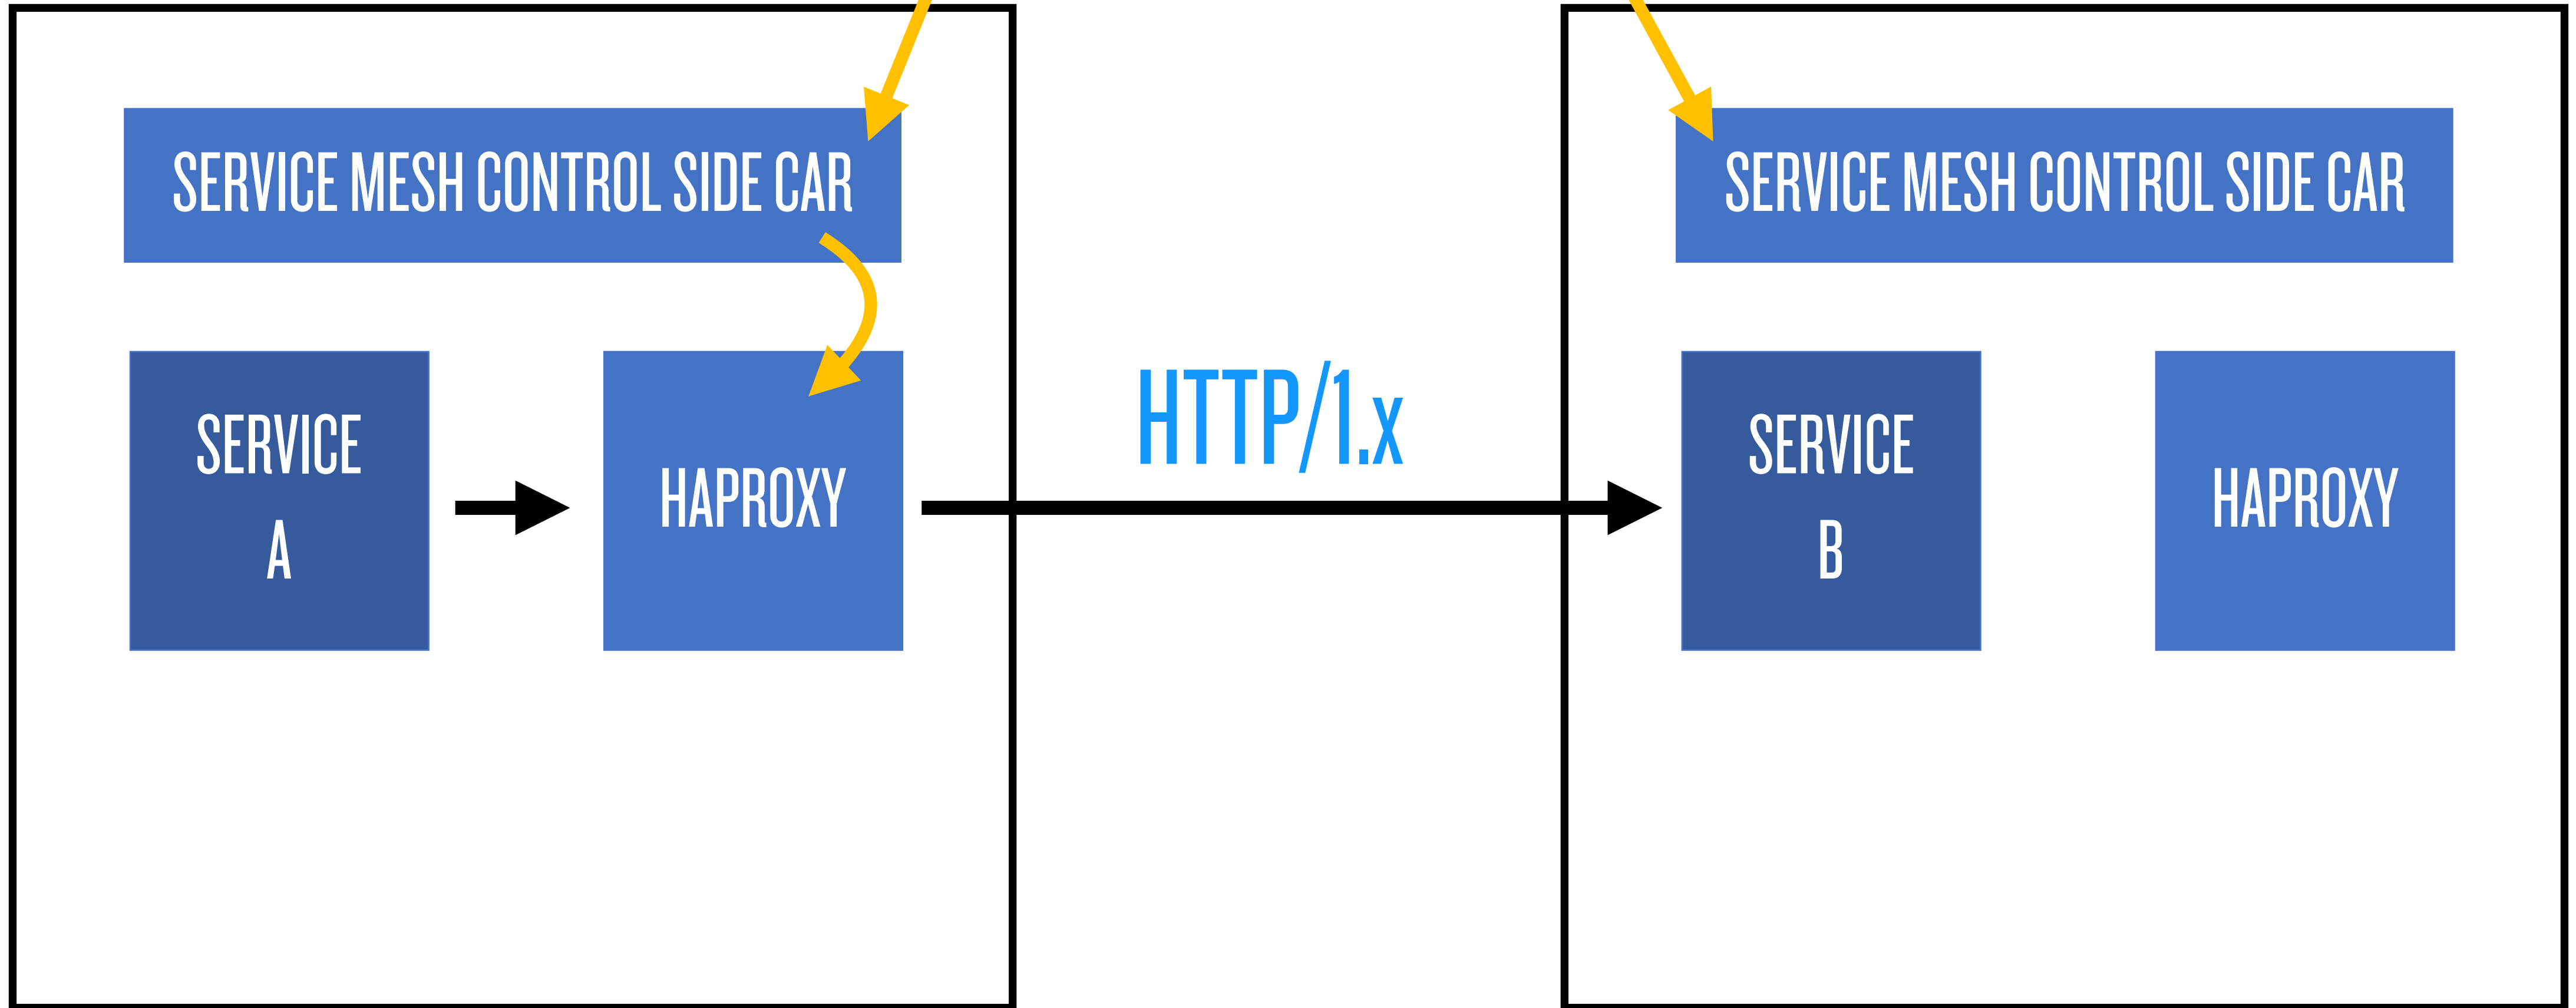 SERVICE MESH CONTROL SIDE CAR
SERVICE
A
HAPROXY
HTTP/1.x
SERVICE MESH CONTROL SIDE CAR
SERVICE
B
HAPROXY